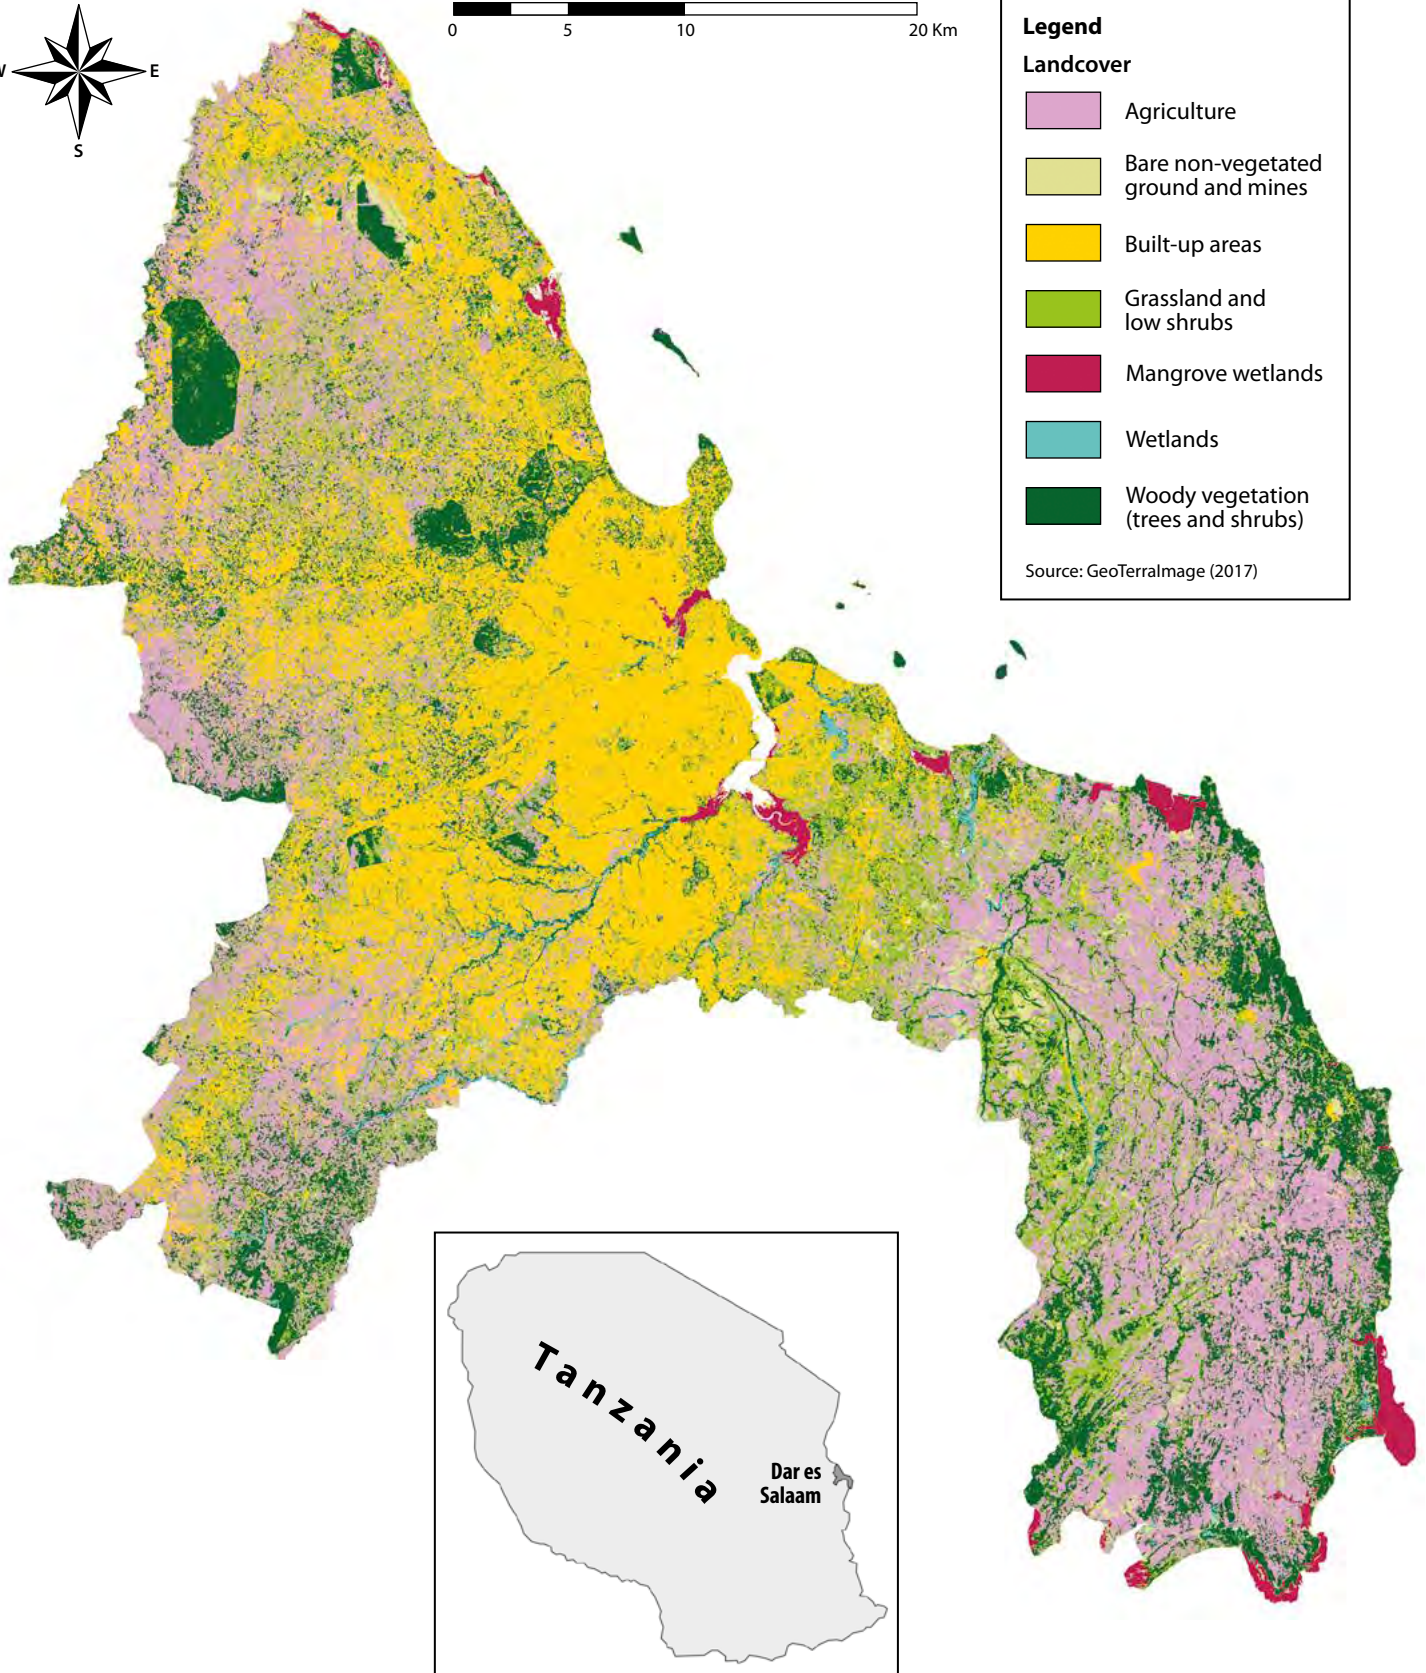 W
E
S
0
5
10
20 Km
Legend
Landcover
Agriculture
Bare non-vegetated
ground and mines
Built-up areas
Grassland and
low shrubs
Mangrove wetlands
Wetlands
Woody vegetation
(trees and shrubs)
Source: GeoTerraImage (2017)
Tanzania
Dar es
Salaam